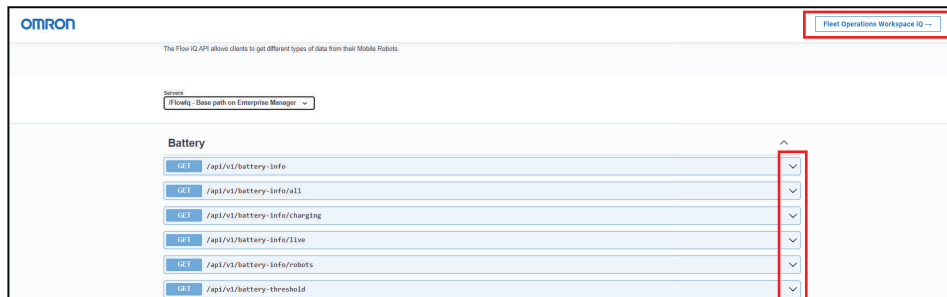 OMRON
Fleet Operations Workspace iQ →
The Flow iQ API allows clients to get different types of data from their Mobile Robots.
Servers
/FlowIq - Base path on Enterprise Manager
Battery
GET /api/v1/battery-info
GET /api/v1/battery-info/all
GET /api/v1/battery-info/charging
GET /api/v1/battery-info/live
GET /api/v1/battery-info/robots
GET /api/v1/battery-threshold